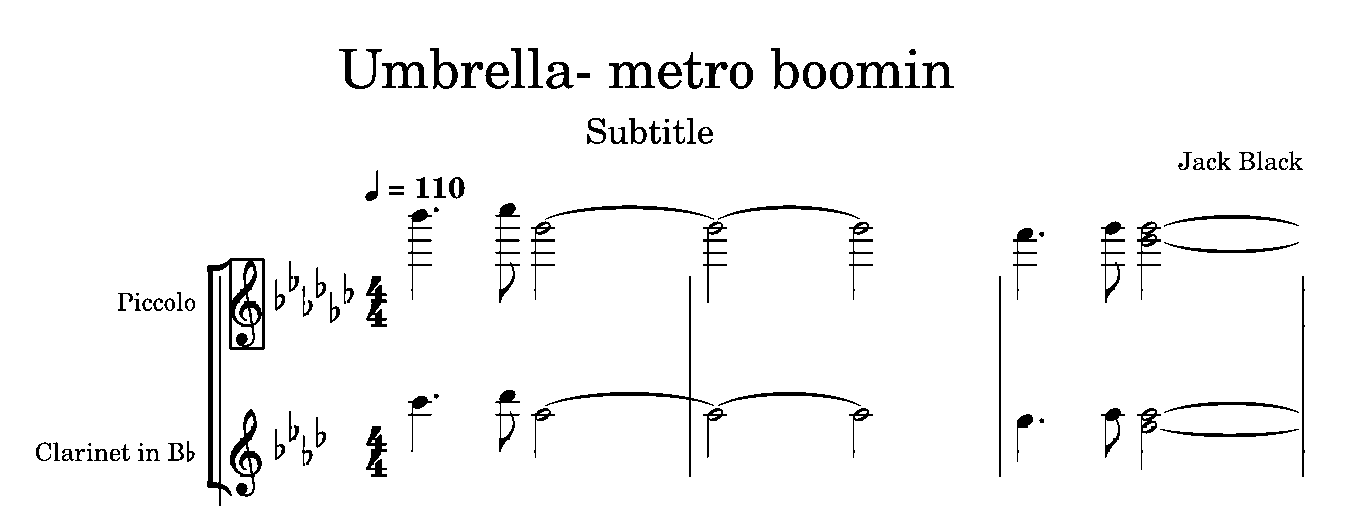 Umbrella- metro boomin
Subtitle
Jack Black
♩ = 110
Piccolo
4
4
Clarinet in B♭
4
4